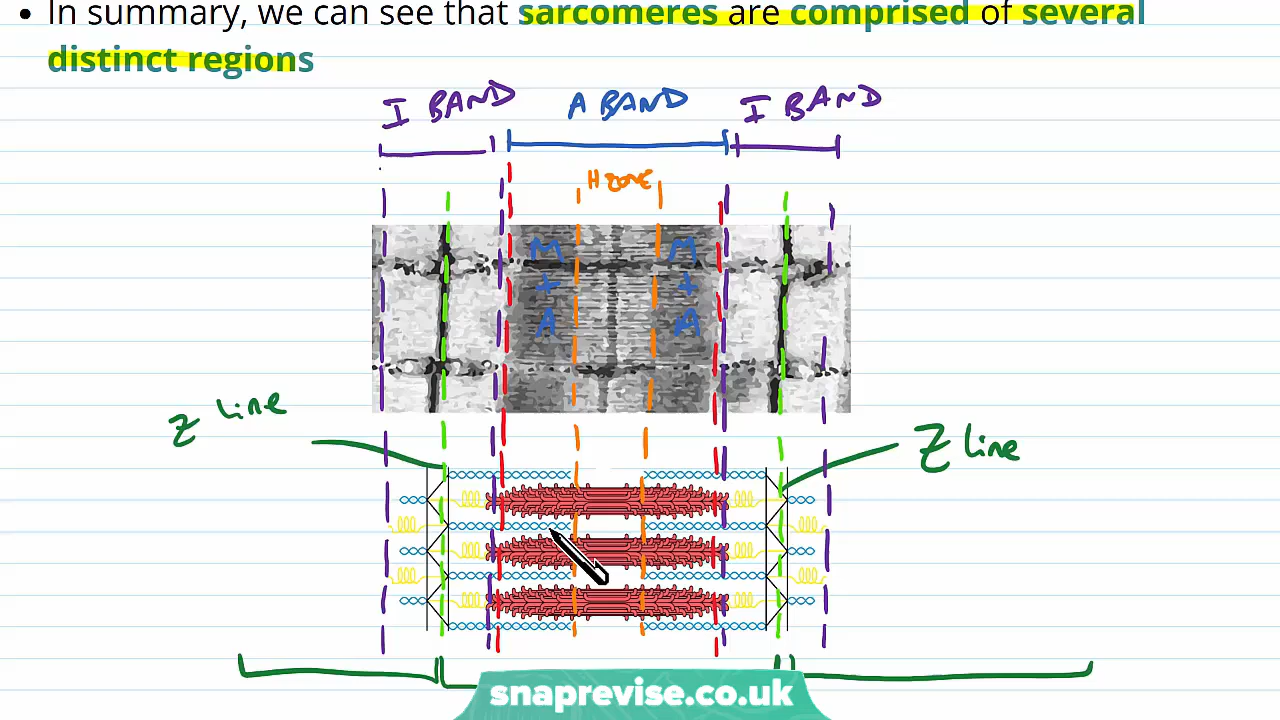 • In summary, we can see that sarcomeres are comprised of several
distinct regions
I BAND A BAND I BAND
H ZONE
M M
+ +
A A
Z line
Z line
snaprevise.co.uk